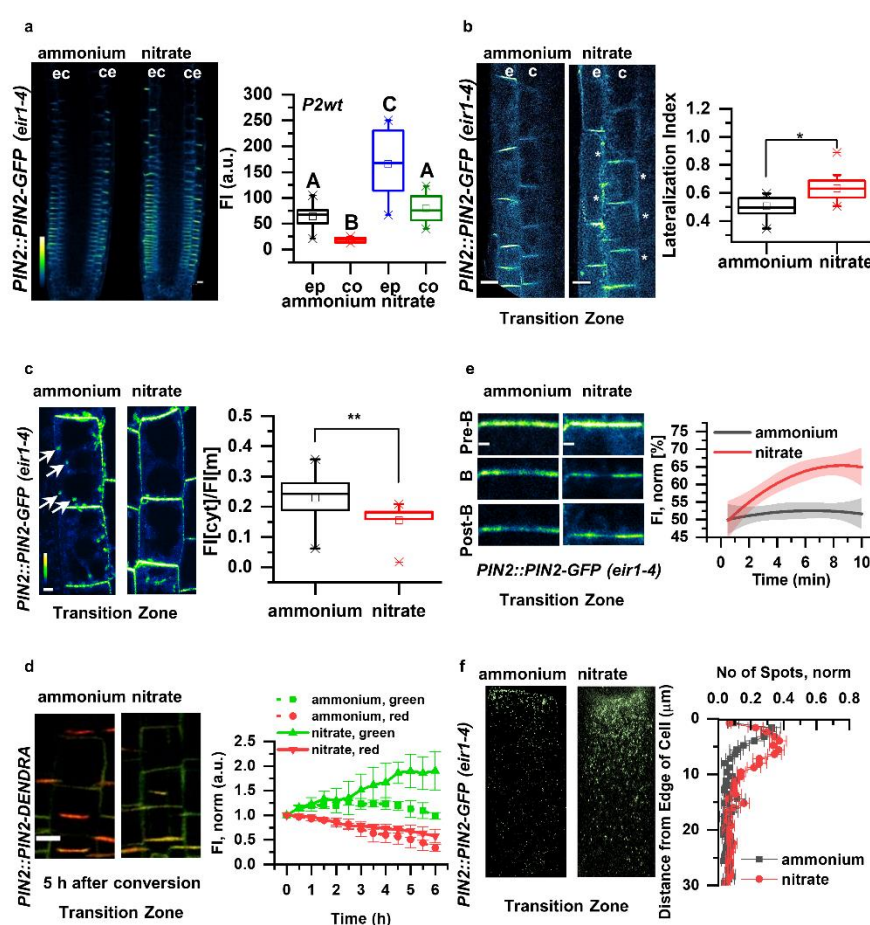 a
ammonium nitrate
ec ce ec ce
PIN2::PIN2-GFP (eir1-4)
P2wt
FI (a.u.)
250
200
150
100
50
0
A
B
C
A
ep co ep co
ammonium nitrate
b
ammonium nitrate
e c e c
PIN2::PIN2-GFP (eir1-4)
* * * * *
Transition Zone
Lateralization Index
1.2
1.0
0.8
0.6
0.4
*
ammonium nitrate
c
ammonium nitrate
PIN2::PIN2-GFP (eir1-4)
Transition Zone
FI[cyt]/FI[m]
0.5
0.4
0.3
0.2
0.1
0.0
**
ammonium nitrate
e
ammonium nitrate
Pre-B
B
Post-B
PIN2::PIN2-GFP (eir1-4)
Transition Zone
FI, norm [%]
75
70
65
60
55
50
45
ammonium
nitrate
0 2 4 6 8 10
Time (min)
d
ammonium nitrate
PIN2::PIN2-DENDRA
5 h after conversion
Transition Zone
ammonium, green
ammonium, red
nitrate, green
nitrate, red
FI, norm (a.u.)
2.5
2.0
1.5
1.0
0.5
0.0
0 1 2 3 4 5 6
Time (h)
f
ammonium nitrate
PIN2::PIN2-GFP (eir1-4)
Transition Zone
No of Spots, norm
0.0 0.2 0.4 0.6 0.8
Distance from Edge of Cell (μm)
0
10
20
30
ammonium
nitrate